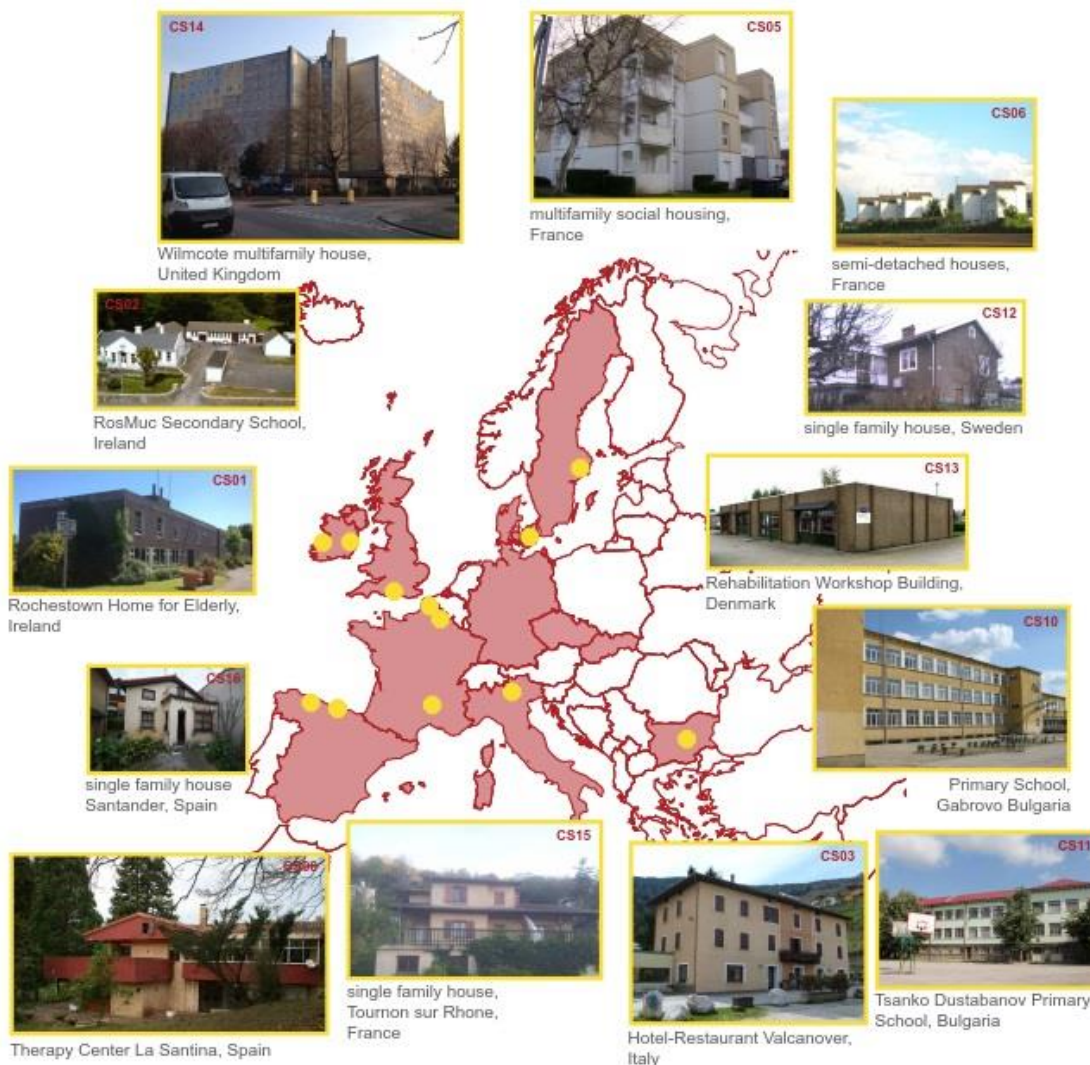 CS14
Wilmcote multifamily house,
United Kingdom
CS05
multifamily social housing,
France
CS06
semi-detached houses,
France
CS02
RosMuc Secondary School,
Ireland
CS12
single family house, Sweden
CS01
Rochestown Home for Elderly,
Ireland
CS13
Rehabilitation Workshop Building,
Denmark
CS16
single family house
Santander, Spain
CS10
Primary School,
Gabrovo Bulgaria
Therapy Center La Santina, Spain
CS15
single family house,
Tournon sur Rhone,
France
CS03
Hotel-Restaurant Valcanover,
Italy
CS11
Tsanko Dustabanov Primary
School, Bulgaria